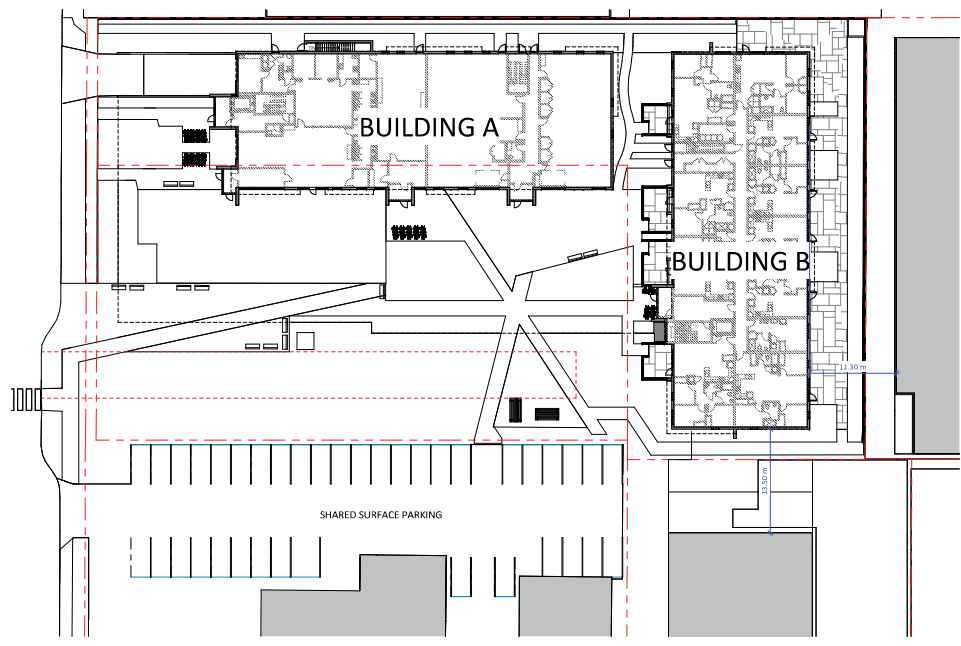 BUILDING A
BUILDING B
11.30 m
13.50 m
SHARED SURFACE PARKING